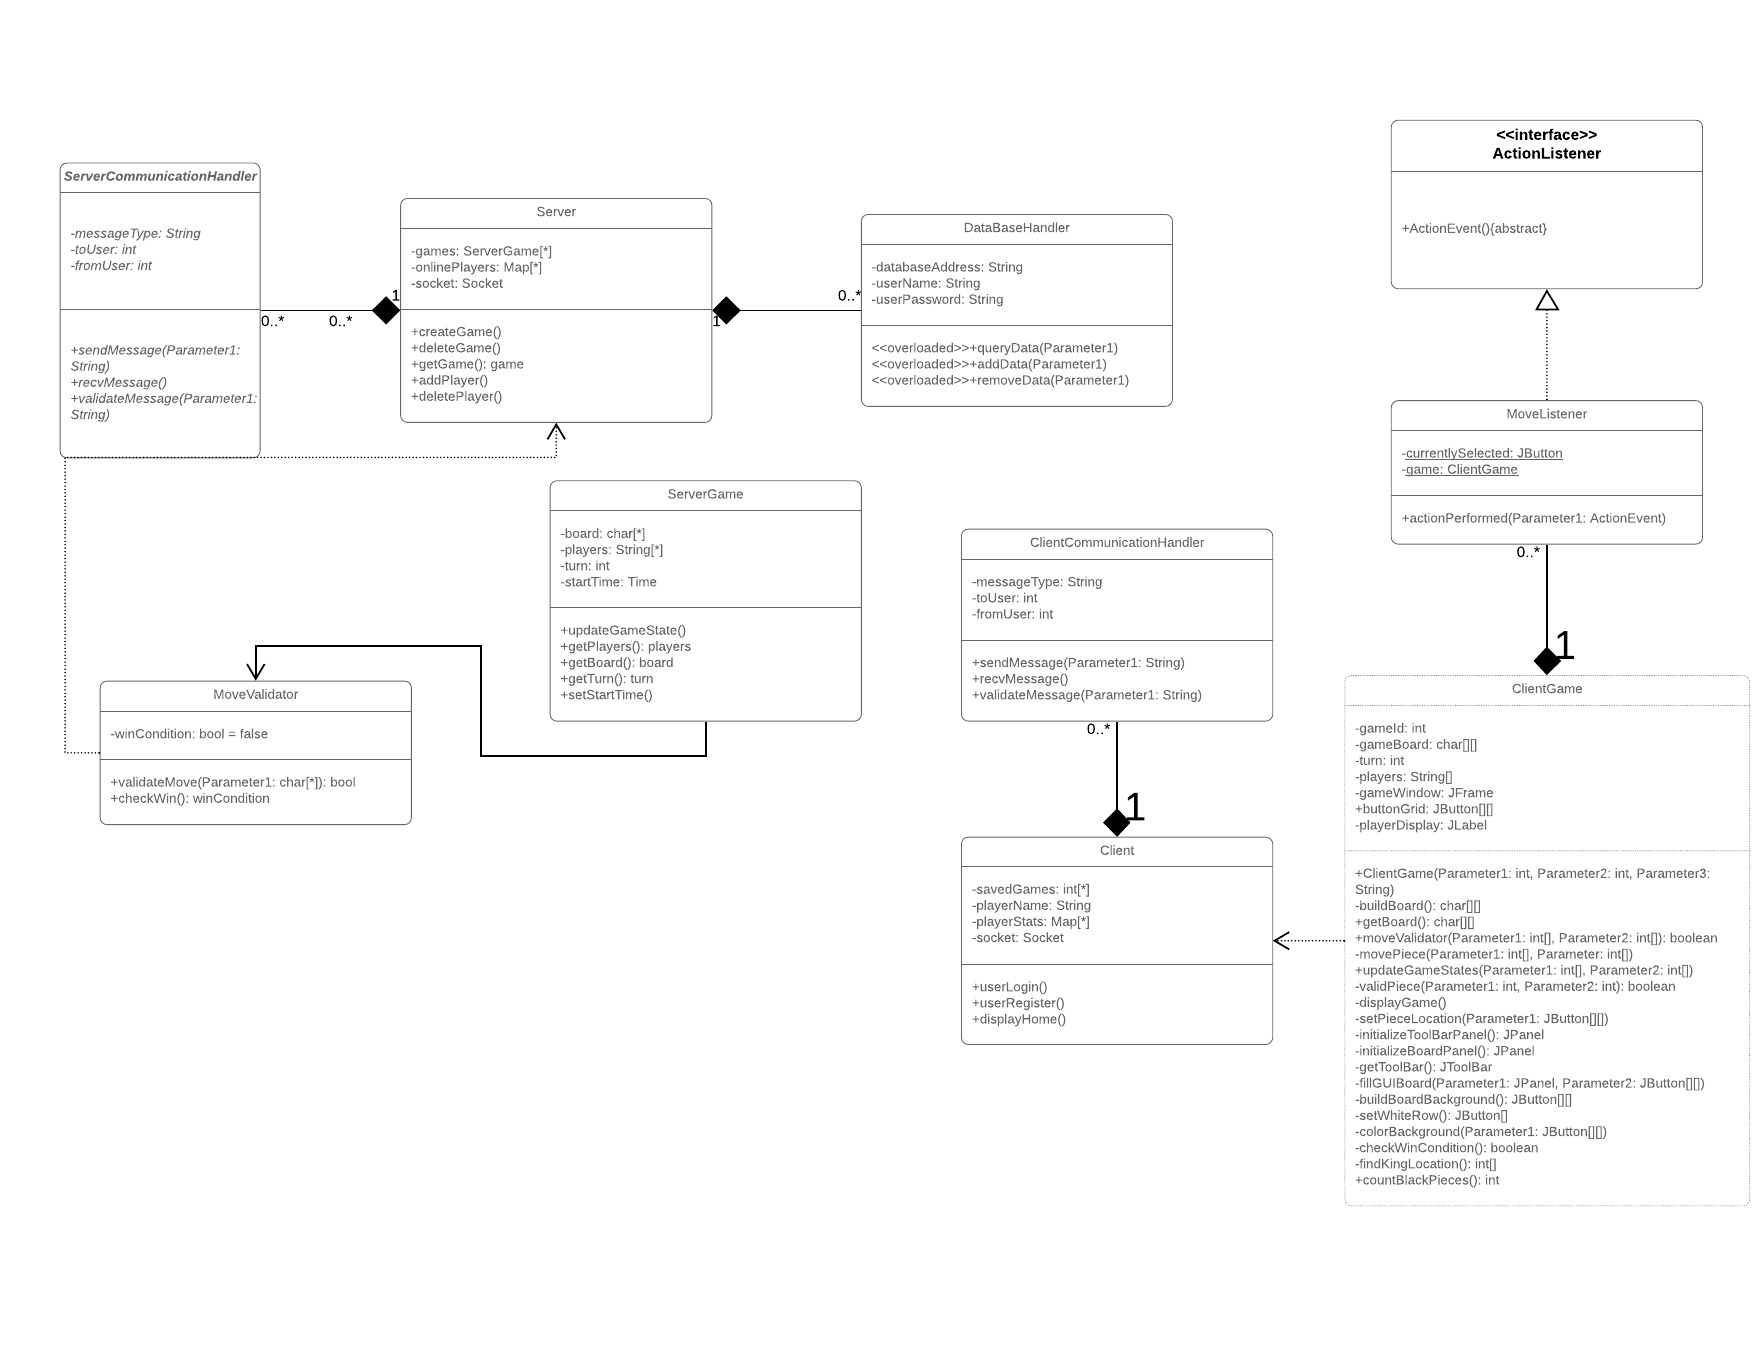 ServerCommunicationHandler
-messageType: String
-toUser: int
-fromUser: int
+sendMessage(Parameter1:
String)
+recvMessage()
+validateMessage(Parameter1:
String)
0..*
0..*
1
Server
-games: ServerGame[*]
-onlinePlayers: Map[*]
-socket: Socket
+createGame()
+deleteGame()
+getGame(): game
+addPlayer()
+deletePlayer()
1
0..*
DataBaseHandler
-databaseAddress: String
-userName: String
-userPassword: String
<<overloaded>>+queryData(Parameter1)
<<overloaded>>+addData(Parameter1)
<<overloaded>>+removeData(Parameter1)
<<interface>>
ActionListener
+ActionEvent(){abstract}
MoveListener
-currentlySelected: JButton
-game: ClientGame
+actionPerformed(Parameter1: ActionEvent)
0..*
1
ServerGame
-board: char[*]
-players: String[*]
-turn: int
-startTime: Time
+updateGameState()
+getPlayers(): players
+getBoard(): board
+getTurn(): turn
+setStartTime()
MoveValidator
-winCondition: bool = false
+validateMove(Parameter1: char[*]): bool
+checkWin(): winCondition
ClientCommunicationHandler
-messageType: String
-toUser: int
-fromUser: int
+sendMessage(Parameter1: String)
+recvMessage()
+validateMessage(Parameter1: String)
0..*
1
Client
-savedGames: int[*]
-playerName: String
-playerStats: Map[*]
-socket: Socket
+userLogin()
+userRegister()
+displayHome()
ClientGame
-gameId: int
-gameBoard: char[][]
-turn: int
-players: String[]
-gameWindow: JFrame
+buttonGrid: JButton[][]
-playerDisplay: JLabel
+ClientGame(Parameter1: int, Parameter2: int, Parameter3:
String)
-buildBoard(): char[][]
+getBoard(): char[][]
+moveValidator(Parameter1: int[], Parameter2: int[]): boolean
-movePiece(Parameter1: int[], Parameter: int[])
+updateGameStates(Parameter1: int[], Parameter2: int[])
-validPiece(Parameter1: int, Parameter2: int): boolean
-displayGame()
-setPieceLocation(Parameter1: JButton[][])
-initializeToolBarPanel(): JPanel
-initializeBoardPanel(): JPanel
-getToolBar(): JToolBar
-fillGUIBoard(Parameter1: JPanel, Parameter2: JButton[][])
-buildBoardBackground(): JButton[][]
-setWhiteRow(): JButton[]
-colorBackground(Parameter1: JButton[][])
-checkWinCondition(): boolean
-findKingLocation(): int[]
+countBlackPieces(): int